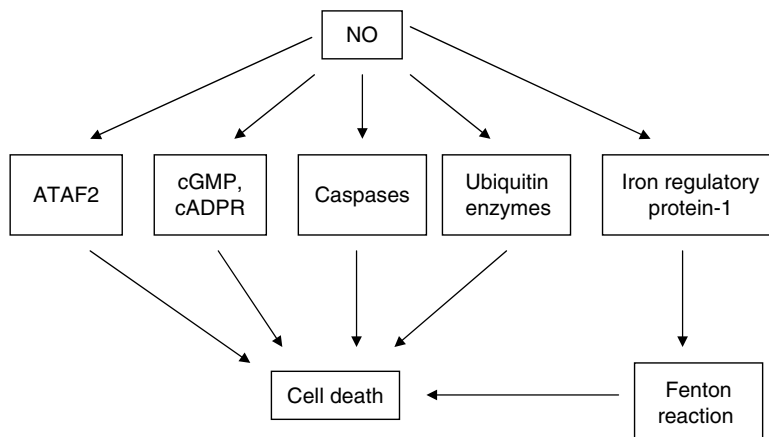 NO
ATAF2
cGMP,
cADPR
Caspases
Ubiquitin
enzymes
Iron regulatory
protein-1
Cell death
Fenton
reaction